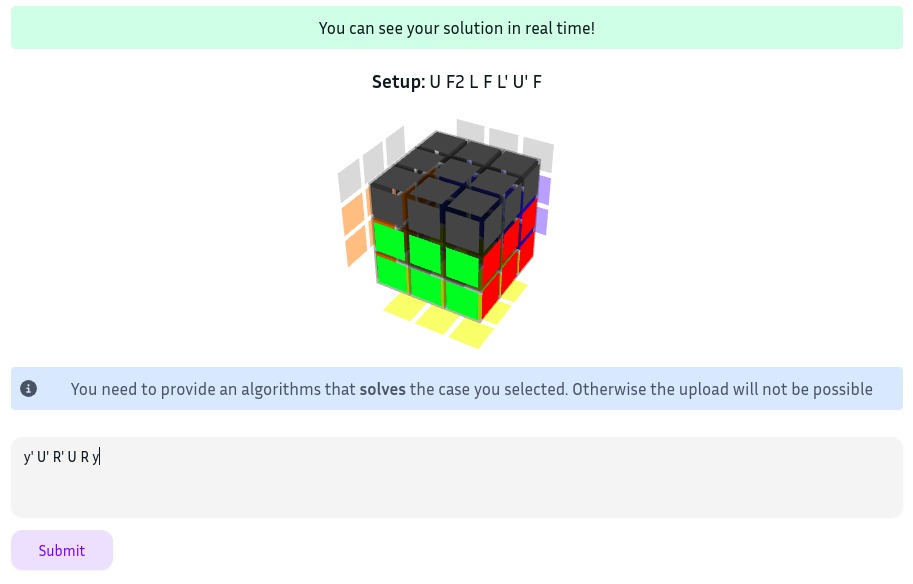 You can see your solution in real time!
Setup: U F2 L F L' U' F
You need to provide an algorithms that solves the case you selected. Otherwise the upload will not be possible
y' U' R' U R y
Submit